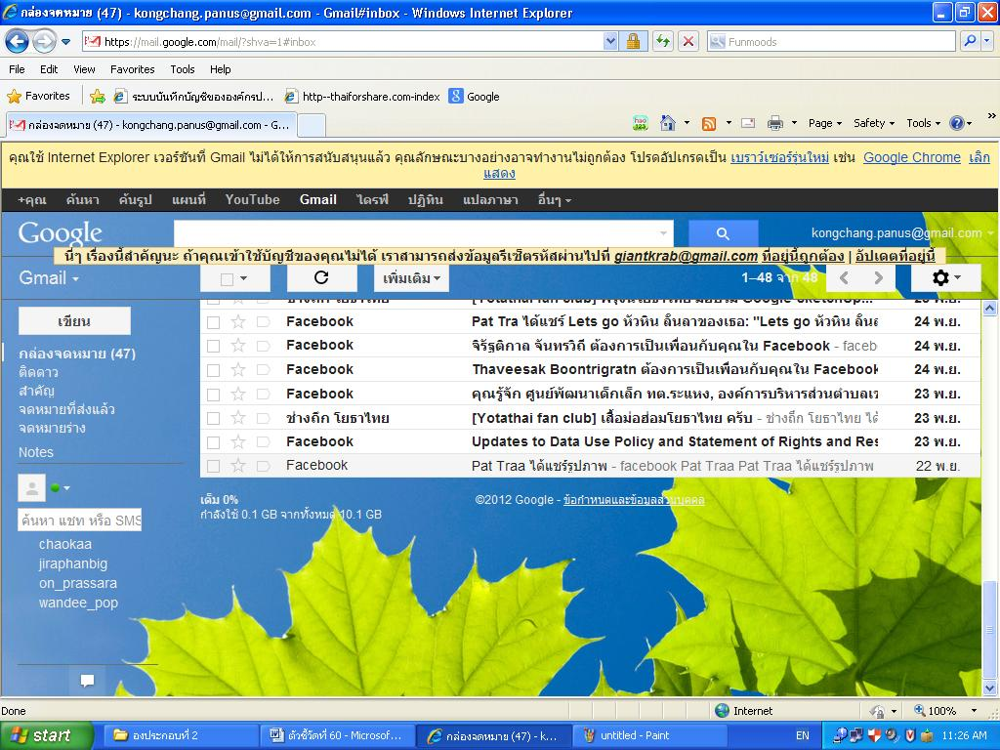 กล่องจดหมาย (47) - kongchang.panus@gmail.com - Gmail#inbox - Windows Internet Explorer
https://mail.google.com/mail/?shva=1#inbox
Funmoods
File Edit View Favorites Tools Help
Favorites ระบบบันทึกบัญชีขององค์กรป... http--thaiforshare.com-index Google
กล่องจดหมาย (47) - kongchang.panus@gmail.com - G...
Page Safety Tools
คุณใช้ Internet Explorer เวอร์ชันที่ Gmail ไม่ได้ให้การสนับสนุนแล้ว คุณลักษณะบางอย่างอาจทำงานไม่ถูกต้อง โปรดอัปเกรดเป็น เบราว์เซอร์รุ่นใหม่ เช่น Google Chrome เลิก
แสดง
+คุณ ค้นหา ค้นรูป แผนที่ YouTube Gmail ไดรฟ์ ปฏิทิน แปลภาษา อื่นๆ
Google
kongchang.panus@gmail.com
นี่ๆ เรื่องนี้สำคัญนะ ถ้าคุณเข้าใช้บัญชีของคุณไม่ได้ เราสามารถส่งข้อมูลรีเซ็ตรหัสผ่านไปที่ giantkrab@gmail.com ที่อยู่นี้ถูกต้อง | อัปเดตที่อยู่นี้
Gmail
เพิ่มเติม
1–48 จาก 48
เขียน
กล่องจดหมาย (47)
ติดดาว
สำคัญ
จดหมายที่ส่งแล้ว
จดหมายร่าง
Notes
ค้นหา แชท หรือ SMS
chaokaa
jiraphanbig
on_prassara
wandee_pop
Facebook Pat Tra ได้แชร์ Lets go หัวหิน ลืนลาของเธอ: "Lets go หัวหิน ลืนล 24 พ.ย.
Facebook จิรัฐติกาล จันทรวิถี ต้องการเป็นเพื่อนกับคุณใน Facebook - faceb 24 พ.ย.
Facebook Thaveesak Boontrigratn ต้องการเป็นเพื่อนกับคุณใน Facebook 24 พ.ย.
Facebook คุณรู้จัก ศูนย์พัฒนาเด็กเล็ก ทต.ระแหง, องค์การบริหารส่วนตำบลเข 23 พ.ย.
ช่างถึก โยธาไทย [Yotathai fan club] เสื้อม่อฮ่อมโยธาไทย ครับ - ช่างถึก โยธาไทย ได้ 23 พ.ย.
Facebook Updates to Data Use Policy and Statement of Rights and Res 23 พ.ย.
Facebook Pat Traa ได้แชร์รูปภาพ - facebook Pat Traa Pat Traa ได้แชร์รูปภาพ 22 พ.ย.
เต็ม 0%
กำลังใช้ 0.1 GB จากทั้งหมด 10.1 GB
©2012 Google - ข้อกำหนดและข้อมูลส่วนบุคคล
Done Internet 100%
start องประกอบที่ 2 ตัวชี้วัดที่ 60 - Microsof... กล่องจดหมาย (47) - k... untitled - Paint EN 11:26 AM